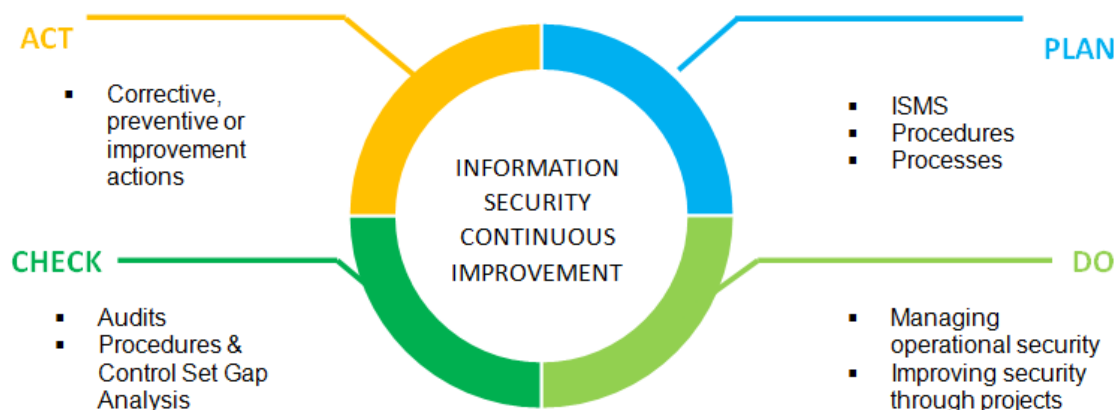 ACT
▪ Corrective,
preventive or
improvement
actions
PLAN
▪ ISMS
▪ Procedures
▪ Processes
INFORMATION
SECURITY
CONTINUOUS
IMPROVEMENT
CHECK
▪ Audits
▪ Procedures &
Control Set Gap
Analysis
DO
▪ Managing
operational security
▪ Improving security
through projects